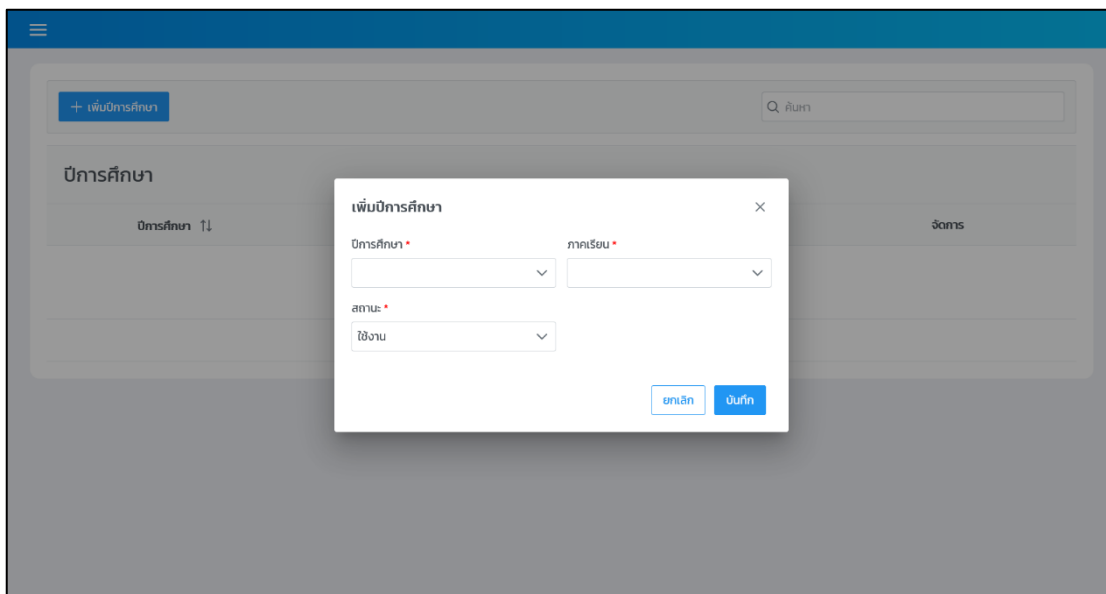 + เพิ่มปีการศึกษา
ค้นหา
ปีการศึกษา
ปีการศึกษา
จัดการ
เพิ่มปีการศึกษา
ปีการศึกษา *
ภาคเรียน *
สถานะ *
ใช้งาน
ยกเลิก
บันทึก